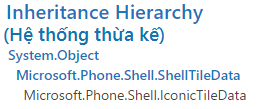 Inheritance Hierarchy
(Hệ thống thừa kế)
System.Object
Microsoft.Phone.Shell.ShellTileData
Microsoft.Phone.Shell.IconicTileData